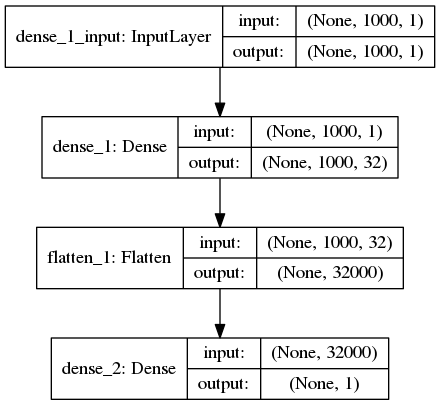 dense_1_input: InputLayer
input: (None, 1000, 1)
output: (None, 1000, 1)
dense_1: Dense
input: (None, 1000, 1)
output: (None, 1000, 32)
flatten_1: Flatten
input: (None, 1000, 32)
output: (None, 32000)
dense_2: Dense
input: (None, 32000)
output: (None, 1)